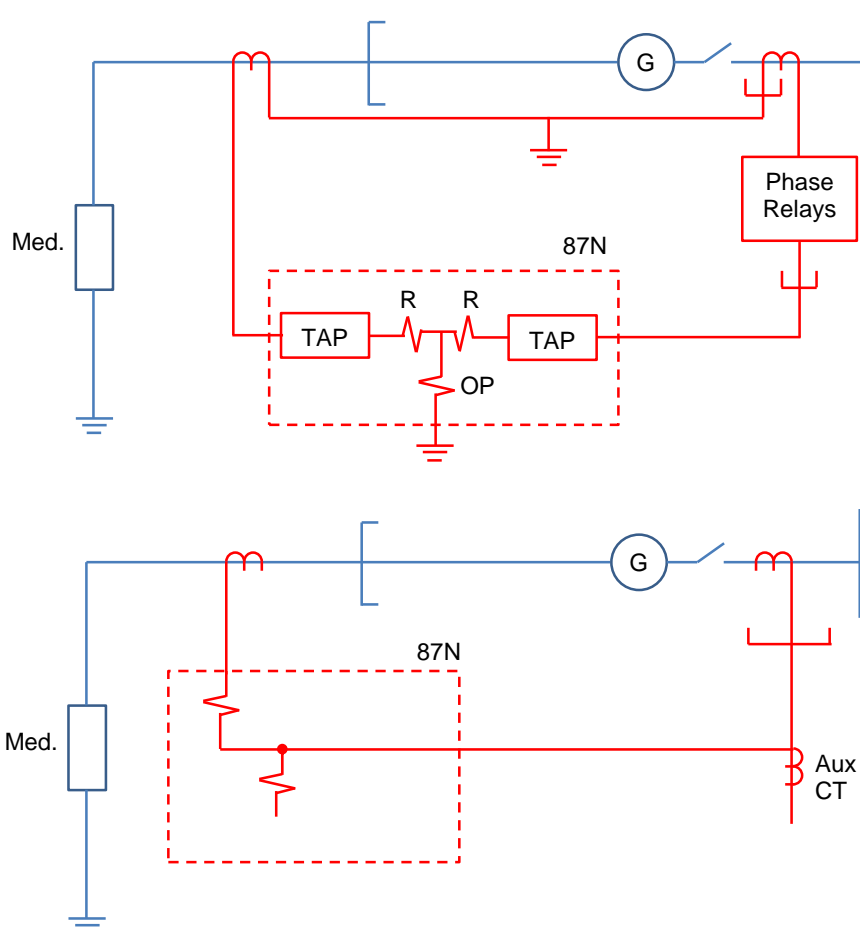 G
Phase
Relays
Med.
87N
R R
TAP TAP
OP
G
87N
Med.
Aux
CT